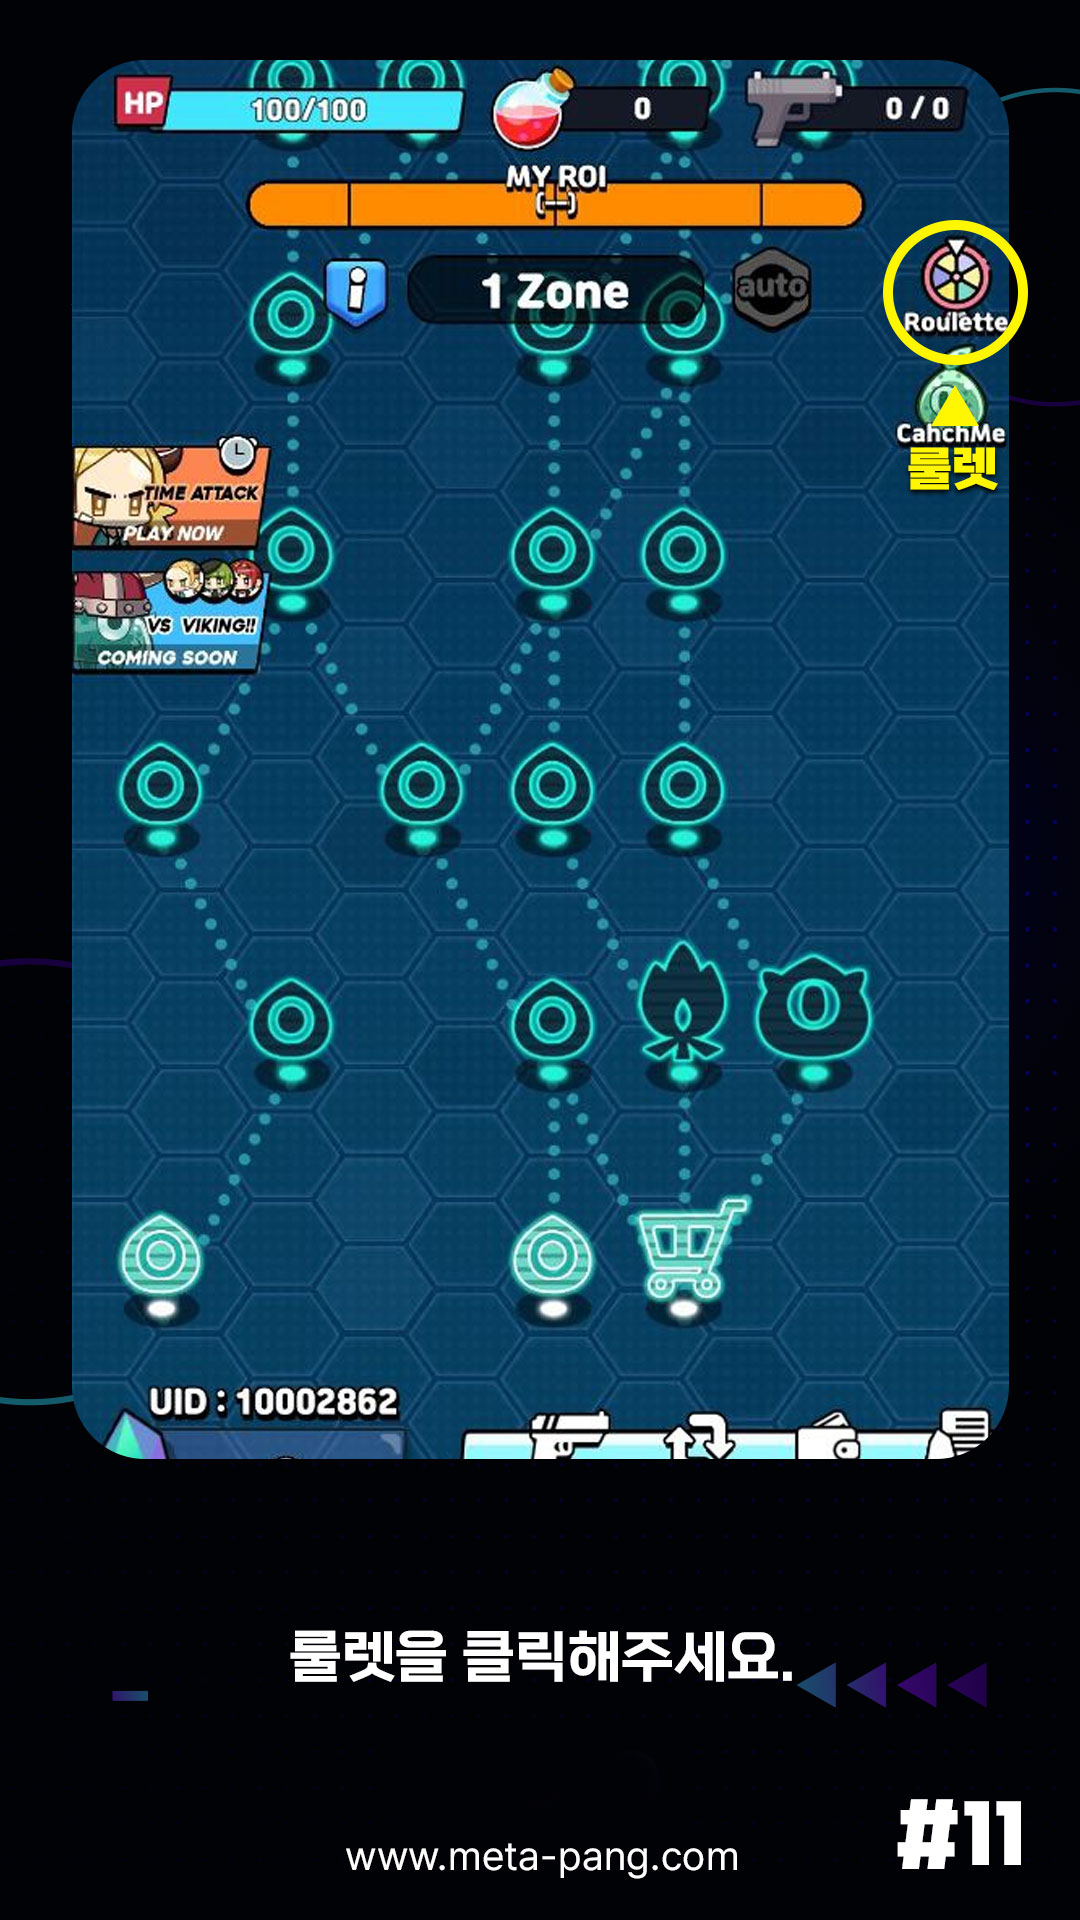 HP
100/100
0
0 / 0
MY ROI
1 Zone
auto
Roulette
CahchMe
룰렛
TIME ATTACK
PLAY NOW
VS VIKING!!
COMING SOON
UID : 10002862
룰렛을 클릭해주세요.
#11
www.meta-pang.com